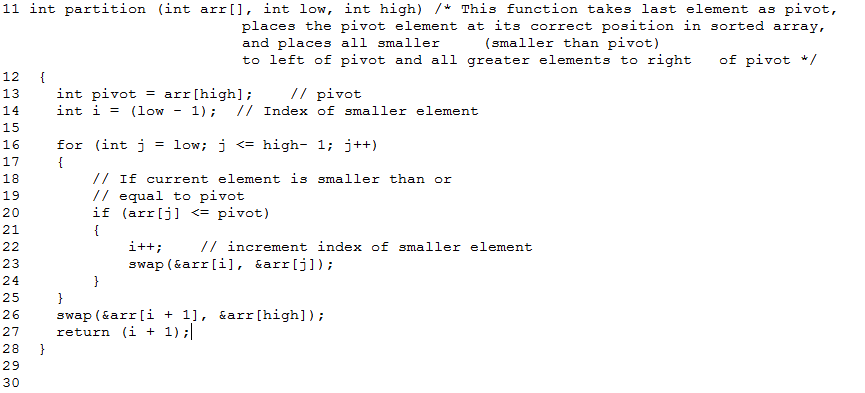 11 int partition (int arr[], int low, int high) /* This function takes last element as pivot,
places the pivot element at its correct position in sorted array,
and places all smaller (smaller than pivot)
to left of pivot and all greater elements to right of pivot */
12 {
13 int pivot = arr[high]; // pivot
14 int i = (low - 1); // Index of smaller element
15
16 for (int j = low; j <= high- 1; j++)
17 {
18 // If current element is smaller than or
19 // equal to pivot
20 if (arr[j] <= pivot)
21 {
22 i++; // increment index of smaller element
23 swap(&arr[i], &arr[j]);
24 }
25 }
26 swap(&arr[i + 1], &arr[high]);
27 return (i + 1);
28 }
29
30